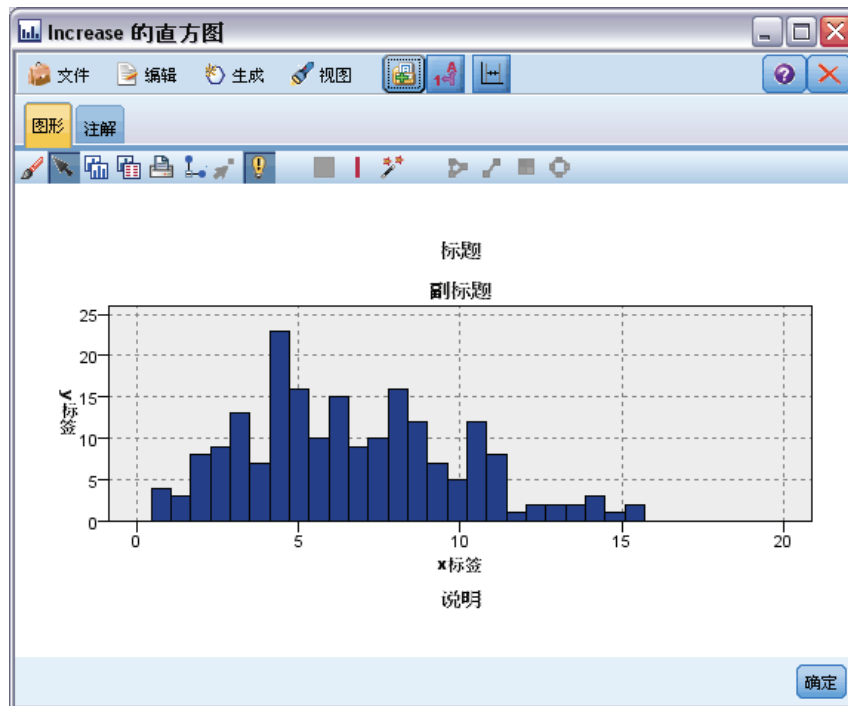 Increase 的直方图
文件 编辑 生成 视图
图形 注解
标题
副标题
25
20
15
10
5
0
y标签
0 5 10 15 20
x标签
说明
确定